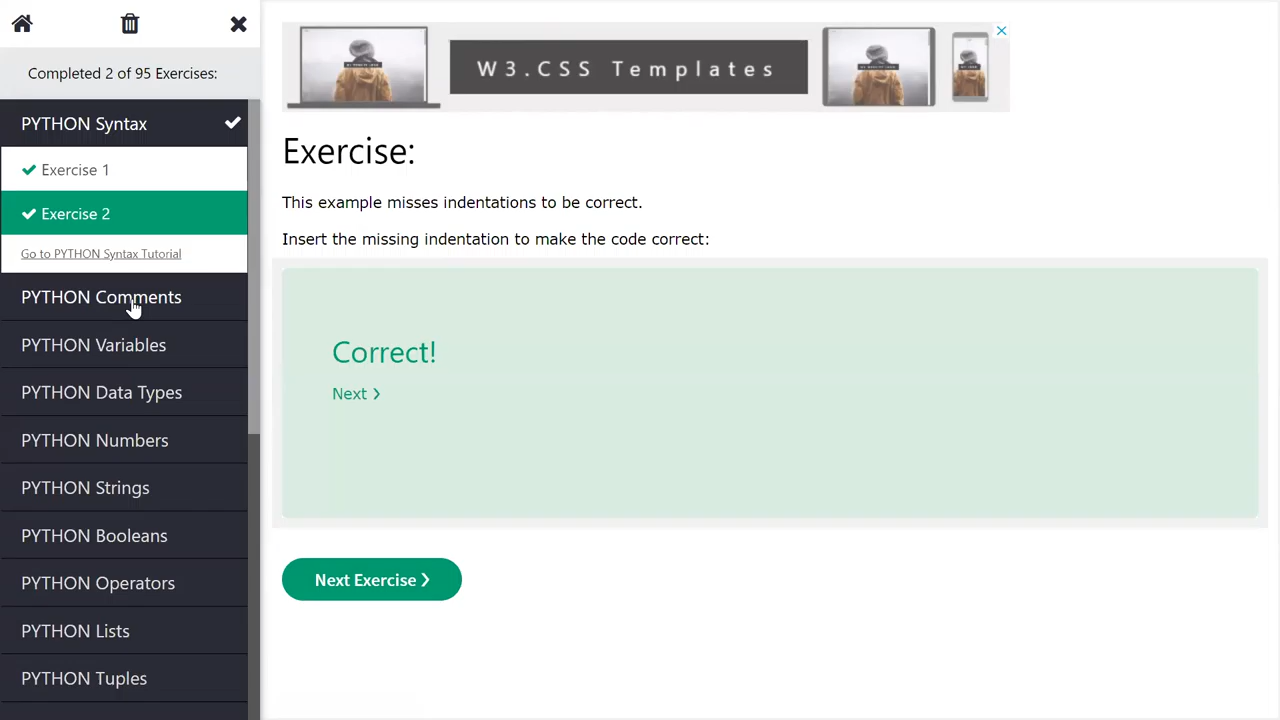 Completed 2 of 95 Exercises:
PYTHON Syntax
Exercise 1
Exercise 2
Go to PYTHON Syntax Tutorial
PYTHON Comments
PYTHON Variables
PYTHON Data Types
PYTHON Numbers
PYTHON Strings
PYTHON Booleans
PYTHON Operators
PYTHON Lists
PYTHON Tuples
W3.CSS Templates
Exercise:
This example misses indentations to be correct.
Insert the missing indentation to make the code correct:
Correct!
Next ❯
Next Exercise ❯